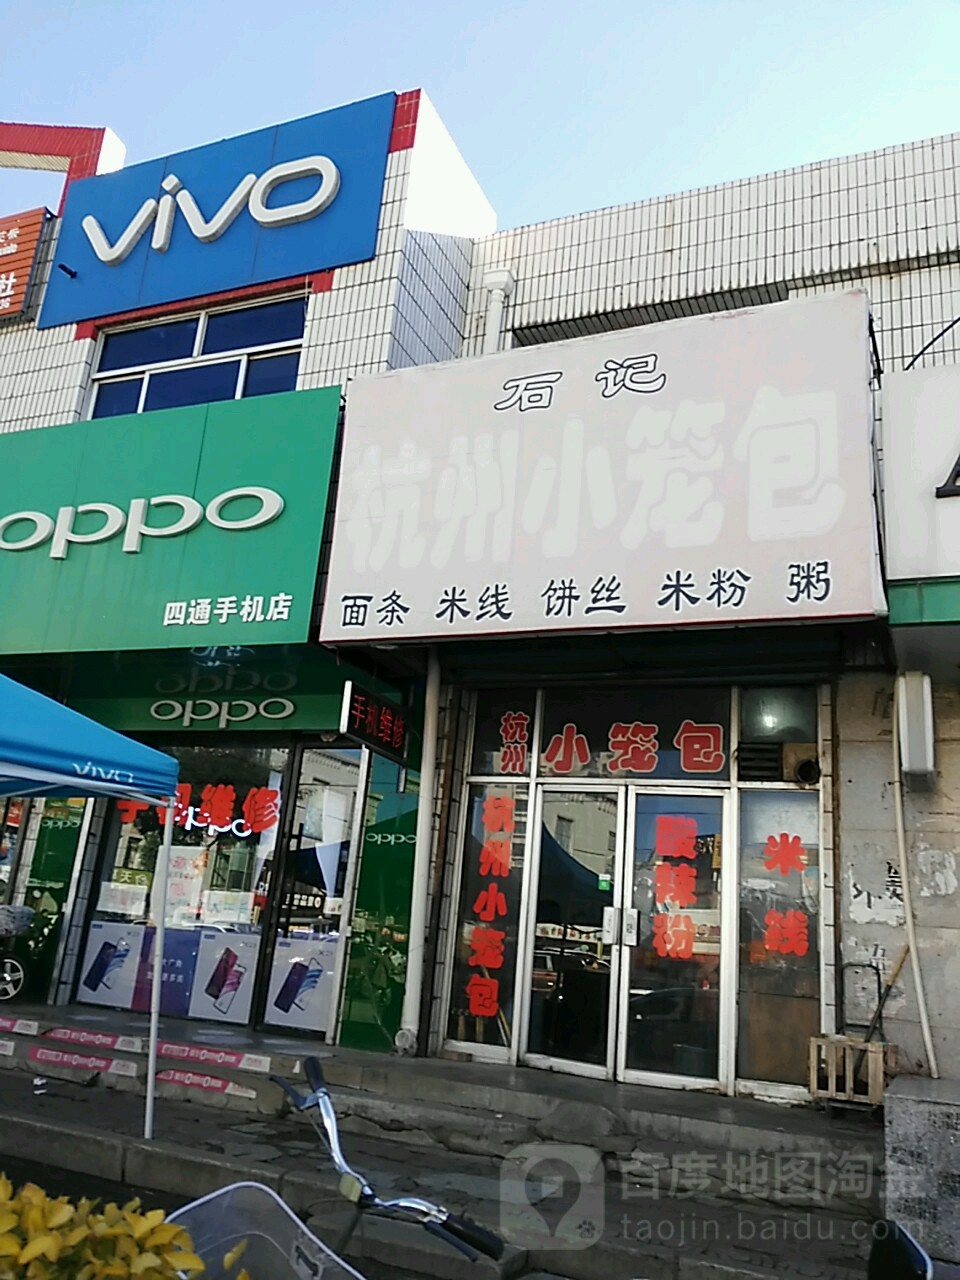 vivo
社
oppo
四通手机店
oppo
手机维修
vivo
手机维修
oppo
oppo
oppo
石记
杭州小笼包
面条 米线 饼丝 米粉 粥
杭州小笼包
杭州小笼包
酸辣粉
米线
百度地图淘金
taojin.baidu.com